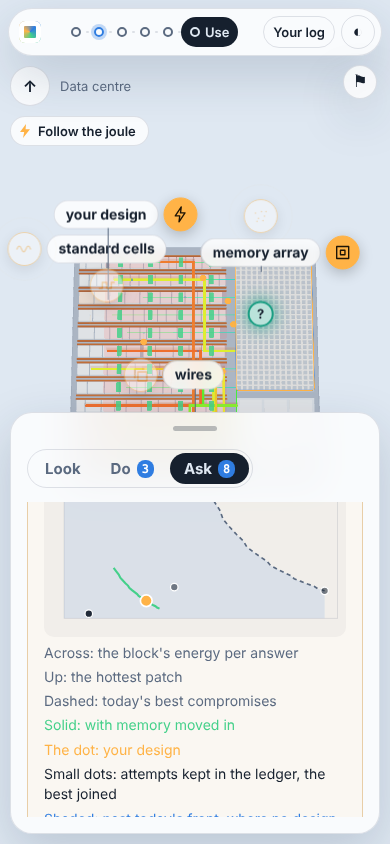 Use
Your log
Data centre
Follow the joule
your design
standard cells
memory array
?
wires
Look
Do 3
Ask 8
Across: the block's energy per answer
Up: the hottest patch
Dashed: today's best compromises
Solid: with memory moved in
The dot: your design
Small dots: attempts kept in the ledger, the
best joined